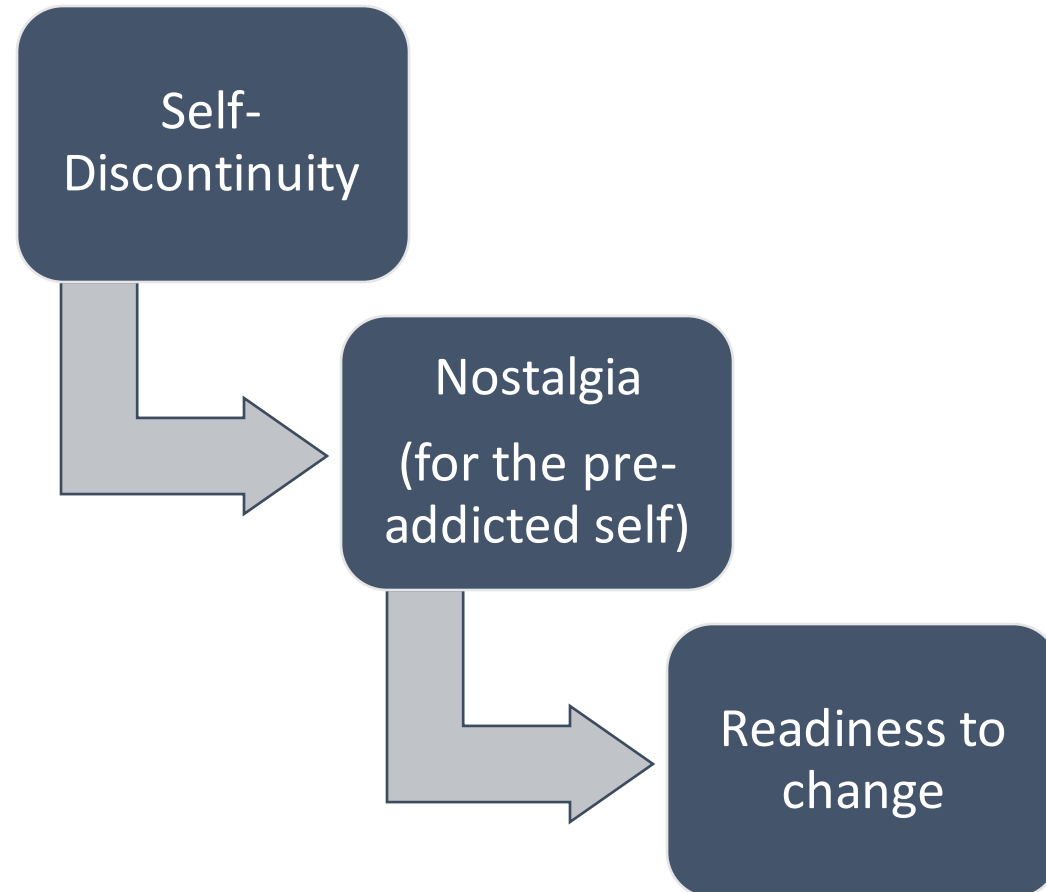 Self-
Discontinuity
Nostalgia
(for the pre-
addicted self)
Readiness to
change